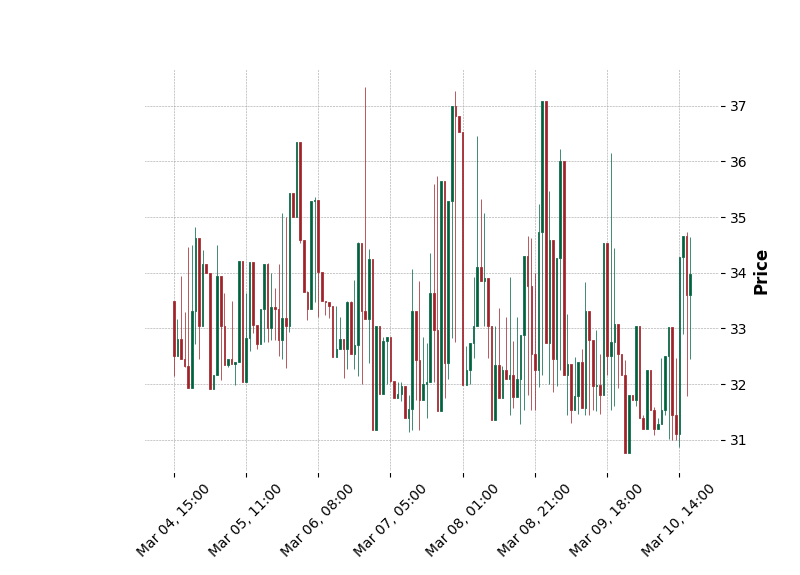 37
36
35
34
33
32
31
Price
Mar 04, 15:00
Mar 05, 11:00
Mar 06, 08:00
Mar 07, 05:00
Mar 08, 01:00
Mar 08, 21:00
Mar 09, 18:00
Mar 10, 14:00